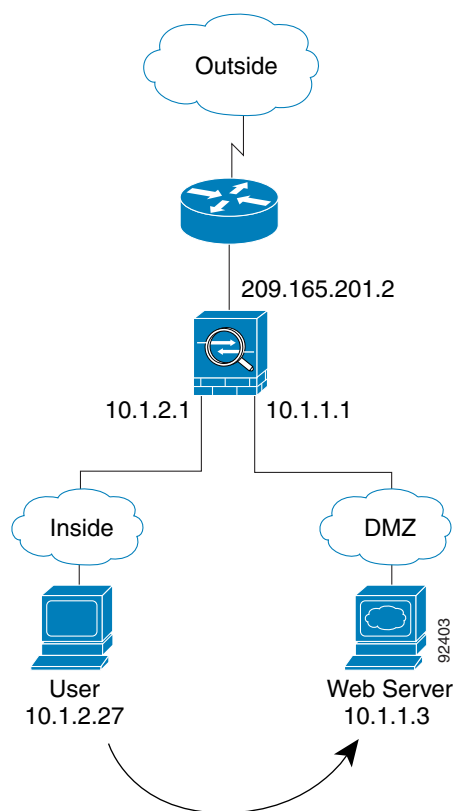 Outside
209.165.201.2
10.1.2.1
10.1.1.1
Inside
DMZ
User
10.1.2.27
Web Server
10.1.1.3
92403